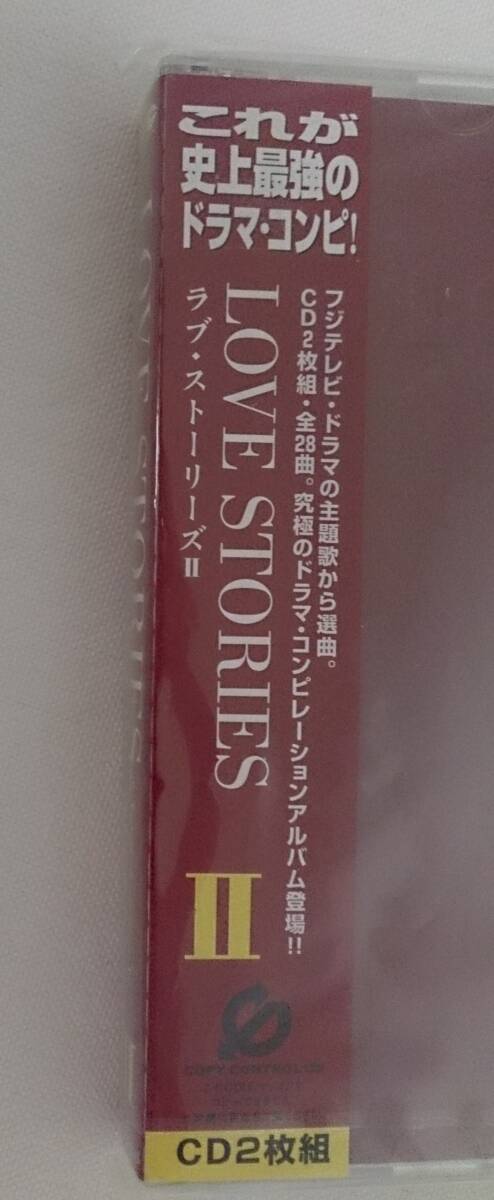 これが
史上最強の
ドラマ・コンピ!
フジテレビ・ドラマの主題歌から選曲。
CD2枚組・全28曲。究極のドラマ・コンピレーションアルバム登場!!
LOVE STORIES
II
ラブ・ストーリーズII
COPY CONTROL CD
CD2枚組